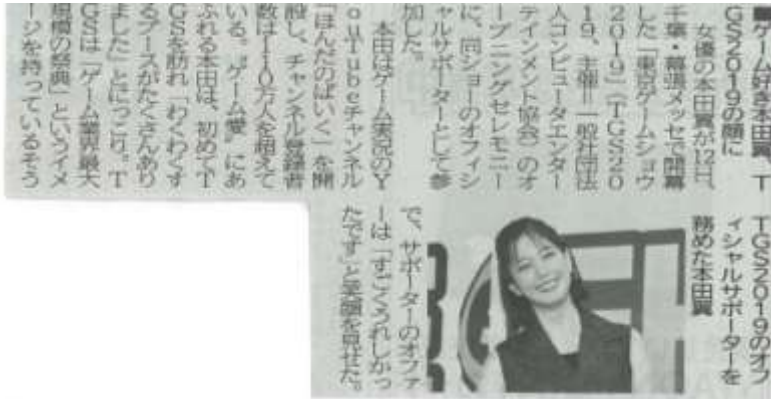 ■ゲーム好き本田翼、T
GS2019の顔に
女優の本田翼が12日、
千葉・幕張メッセで開幕
した「東京ゲームショウ
2019」(TGS20
19、主催=一般社団法
人コンピュータエンター
テインメント協会)のオ
ープニングセレモニー
に、同ショーのオフィシ
ャルサポーターとして参
加した。
本田はゲーム実況のY
ouTubeチャンネル
「ほんだのばいく」を開
設し、チャンネル登録者
数は110万人を超えて
いる。“ゲーム愛”にあ
ふれる本田は、初めてT
GSを訪れ「わくわくす
るブースがたくさんあり
ました」とにっこり。T
GSは「ゲーム業界最大
規模の祭典」というイメ
ージを持っているそう
で、サポーターのオファ
ーは「すごくうれしかっ
たです」と笑顔を見せた。
TGS2019のオフ
ィシャルサポーターを
務めた本田翼